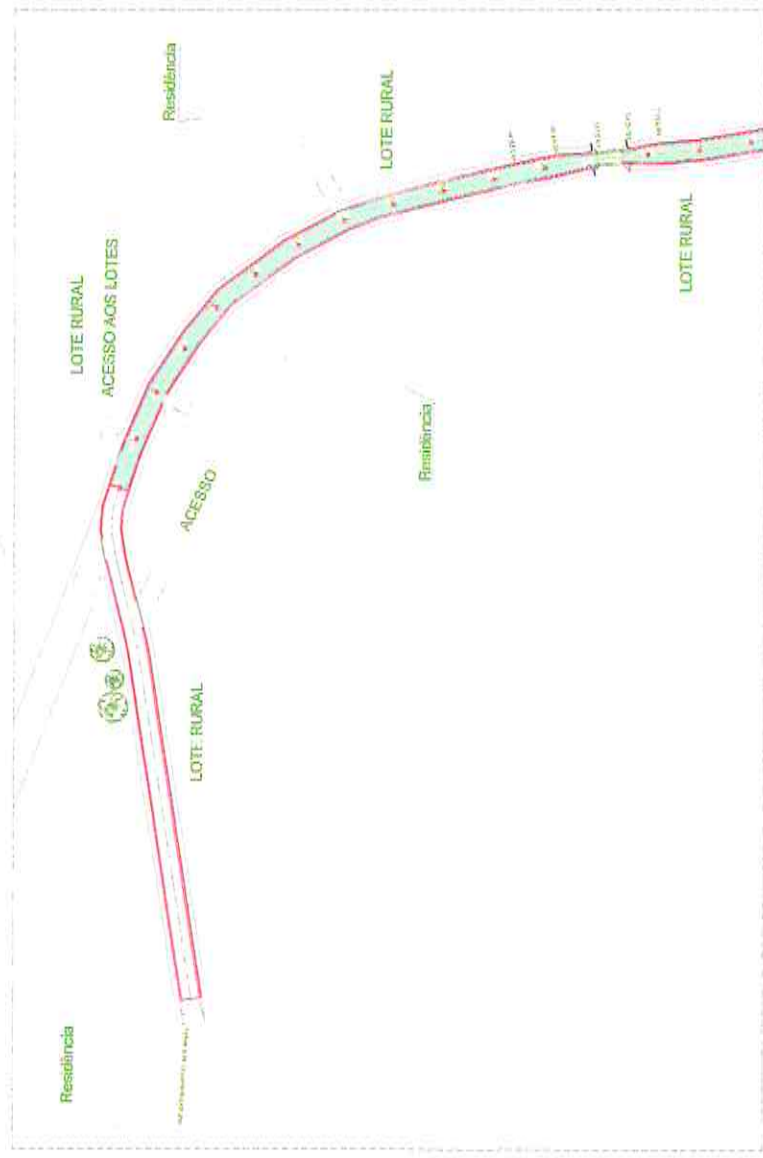 Residência
LOTE RURAL
LOTE RURAL
ACESSO AOS LOTES
LOTE RURAL
Residência
ACESSO
LOTE RURAL
Residência